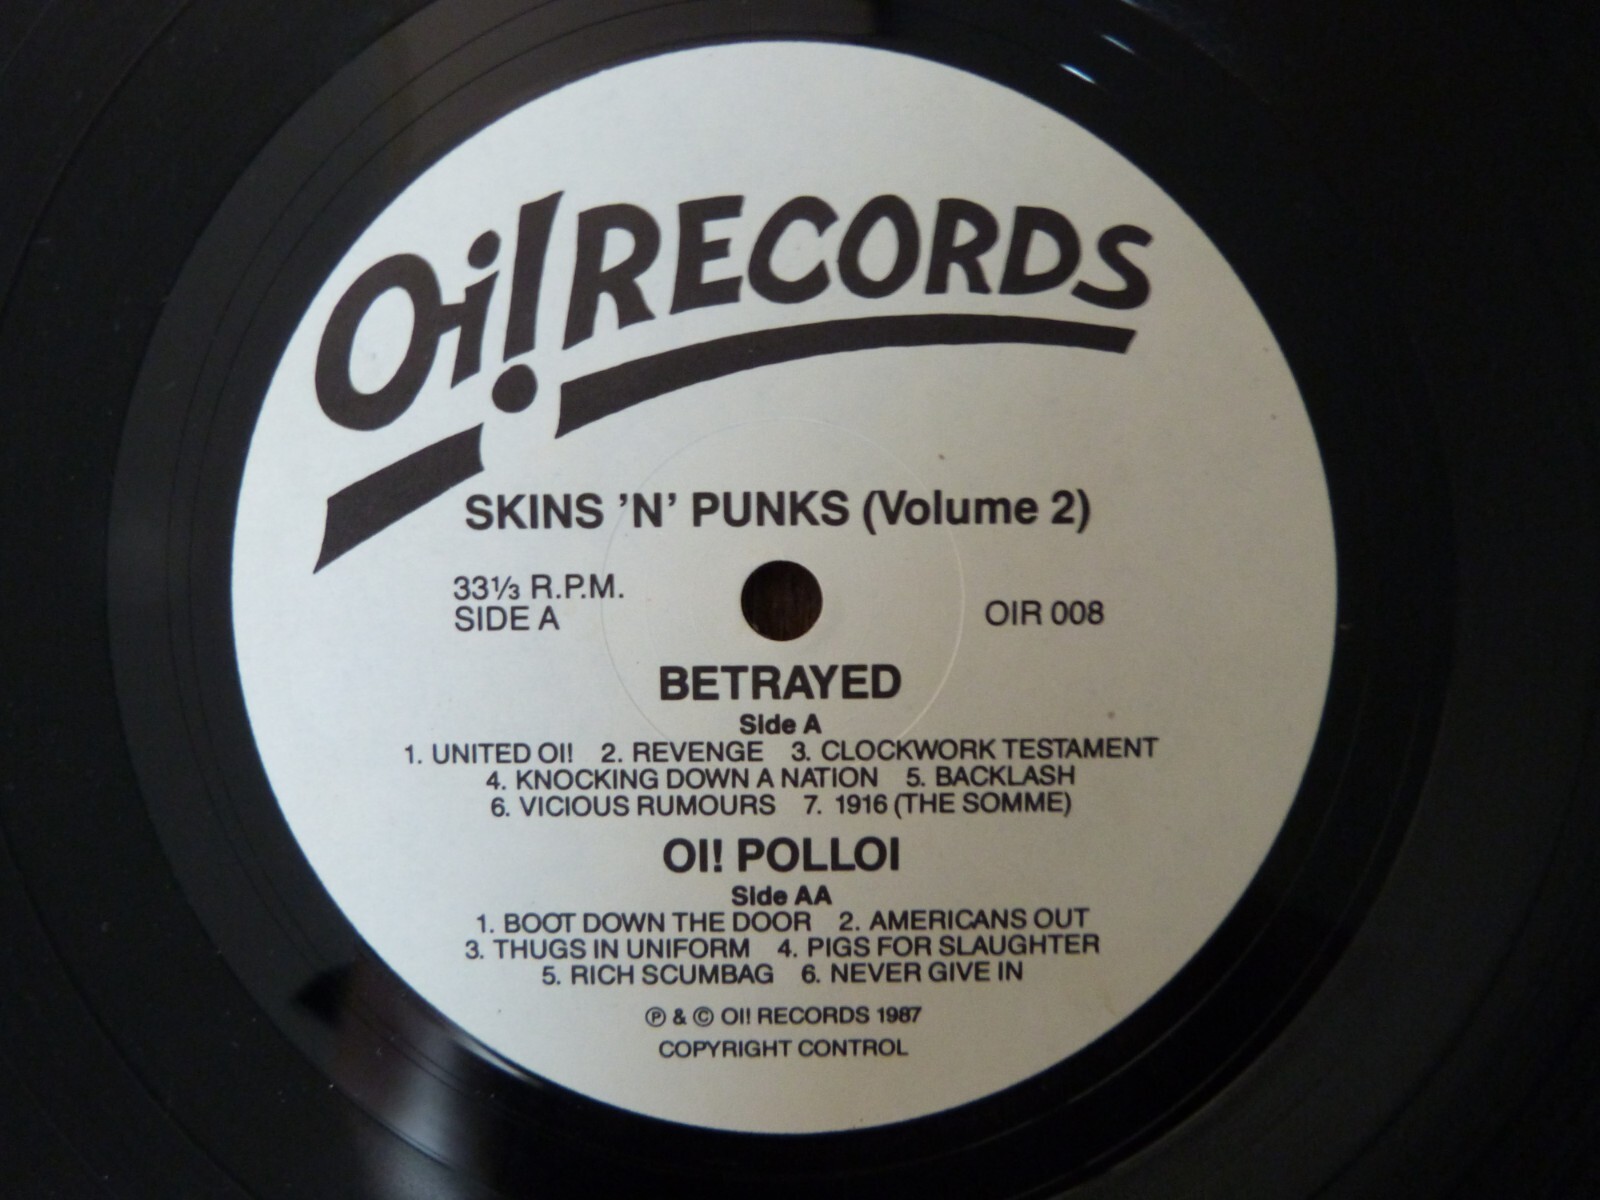 Oi! RECORDS
SKINS 'N' PUNKS (Volume 2)
33⅓ R.P.M.
SIDE A
OIR 008
BETRAYED
Side A
1. UNITED OI! 2. REVENGE 3. CLOCKWORK TESTAMENT
4. KNOCKING DOWN A NATION 5. BACKLASH
6. VICIOUS RUMOURS 7. 1916 (THE SOMME)
OI! POLLOI
Side AA
1. BOOT DOWN THE DOOR 2. AMERICANS OUT
3. THUGS IN UNIFORM 4. PIGS FOR SLAUGHTER
5. RICH SCUMBAG 6. NEVER GIVE IN
℗ & © OI! RECORDS 1987
COPYRIGHT CONTROL